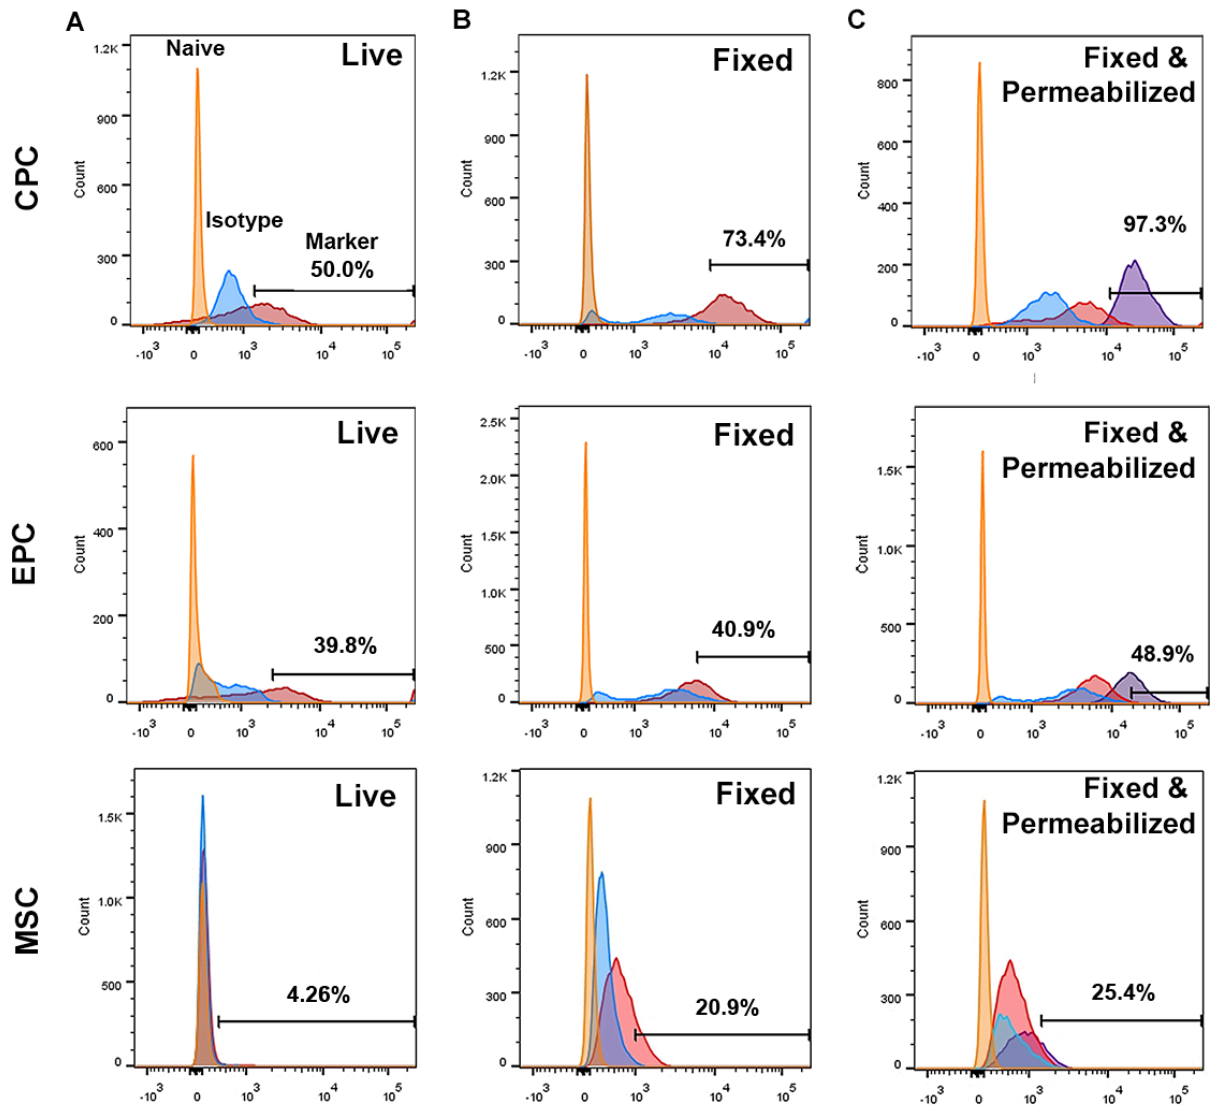 A
B
C
CPC
1.2K
900
600
300
0
Count
Naive
Live
Isotype
Marker
50.0%
-10³ 0 10³ 10⁴ 10⁵
1.2K
900
600
300
0
Count
Fixed
73.4%
-10³ 0 10³ 10⁴ 10⁵
800
600
400
200
0
Count
Fixed &
Permeabilized
97.3%
-10³ 0 10³ 10⁴ 10⁵
EPC
600
400
200
0
Count
Live
39.8%
-10³ 0 10³ 10⁴ 10⁵
2.5K
2.0K
1.5K
1.0K
500
0
Count
Fixed
40.9%
-10³ 0 10³ 10⁴ 10⁵
1.5K
1.0K
500
0
Count
Fixed &
Permeabilized
48.9%
-10³ 0 10³ 10⁴ 10⁵
MSC
1.5K
1.0K
500
0
Count
Live
4.26%
-10³ 0 10³ 10⁴ 10⁵
1.2K
900
600
300
0
Count
Fixed
20.9%
-10³ 0 10³ 10⁴ 10⁵
1.2K
900
600
300
0
Count
Fixed &
Permeabilized
25.4%
-10³ 0 10³ 10⁴ 10⁵